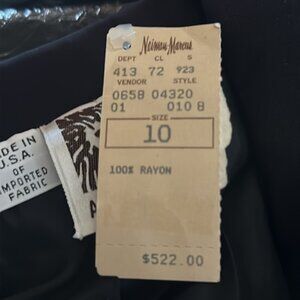 Neiman-Marcus
DEPT CL S
413 72 923
VENDOR STYLE
0658 04320
01 010 8
SIZE
10
100% RAYON
$522.00
MADE IN
U.S.A.
OF
IMPORTED
FABRIC
A